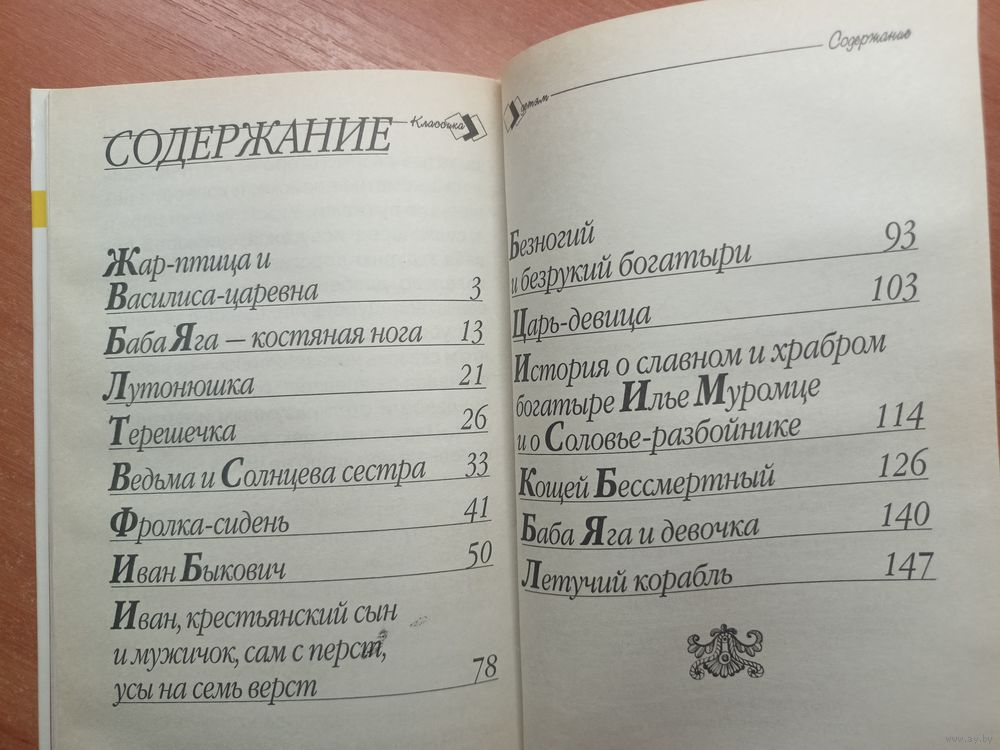 СОДЕРЖАНИЕ
Классика
Жар-птица и
Василиса-царевна 3
Баба Яга — костяная нога 13
Лутонюшка 21
Терешечка 26
Ведьма и Солнцева сестра 33
Фролка-сидень 41
Иван Быкович 50
Иван, крестьянский сын
и мужичок, сам с перст,
усы на семь верст 78
детям
Содержание
Безногий
и безрукий богатыри 93
Царь-девица 103
История о славном и храбром
богатыре Илье Муромце
и о Соловье-разбойнике 114
Кощей Бессмертный 126
Баба Яга и девочка 140
Летучий корабль 147
www.ay.by